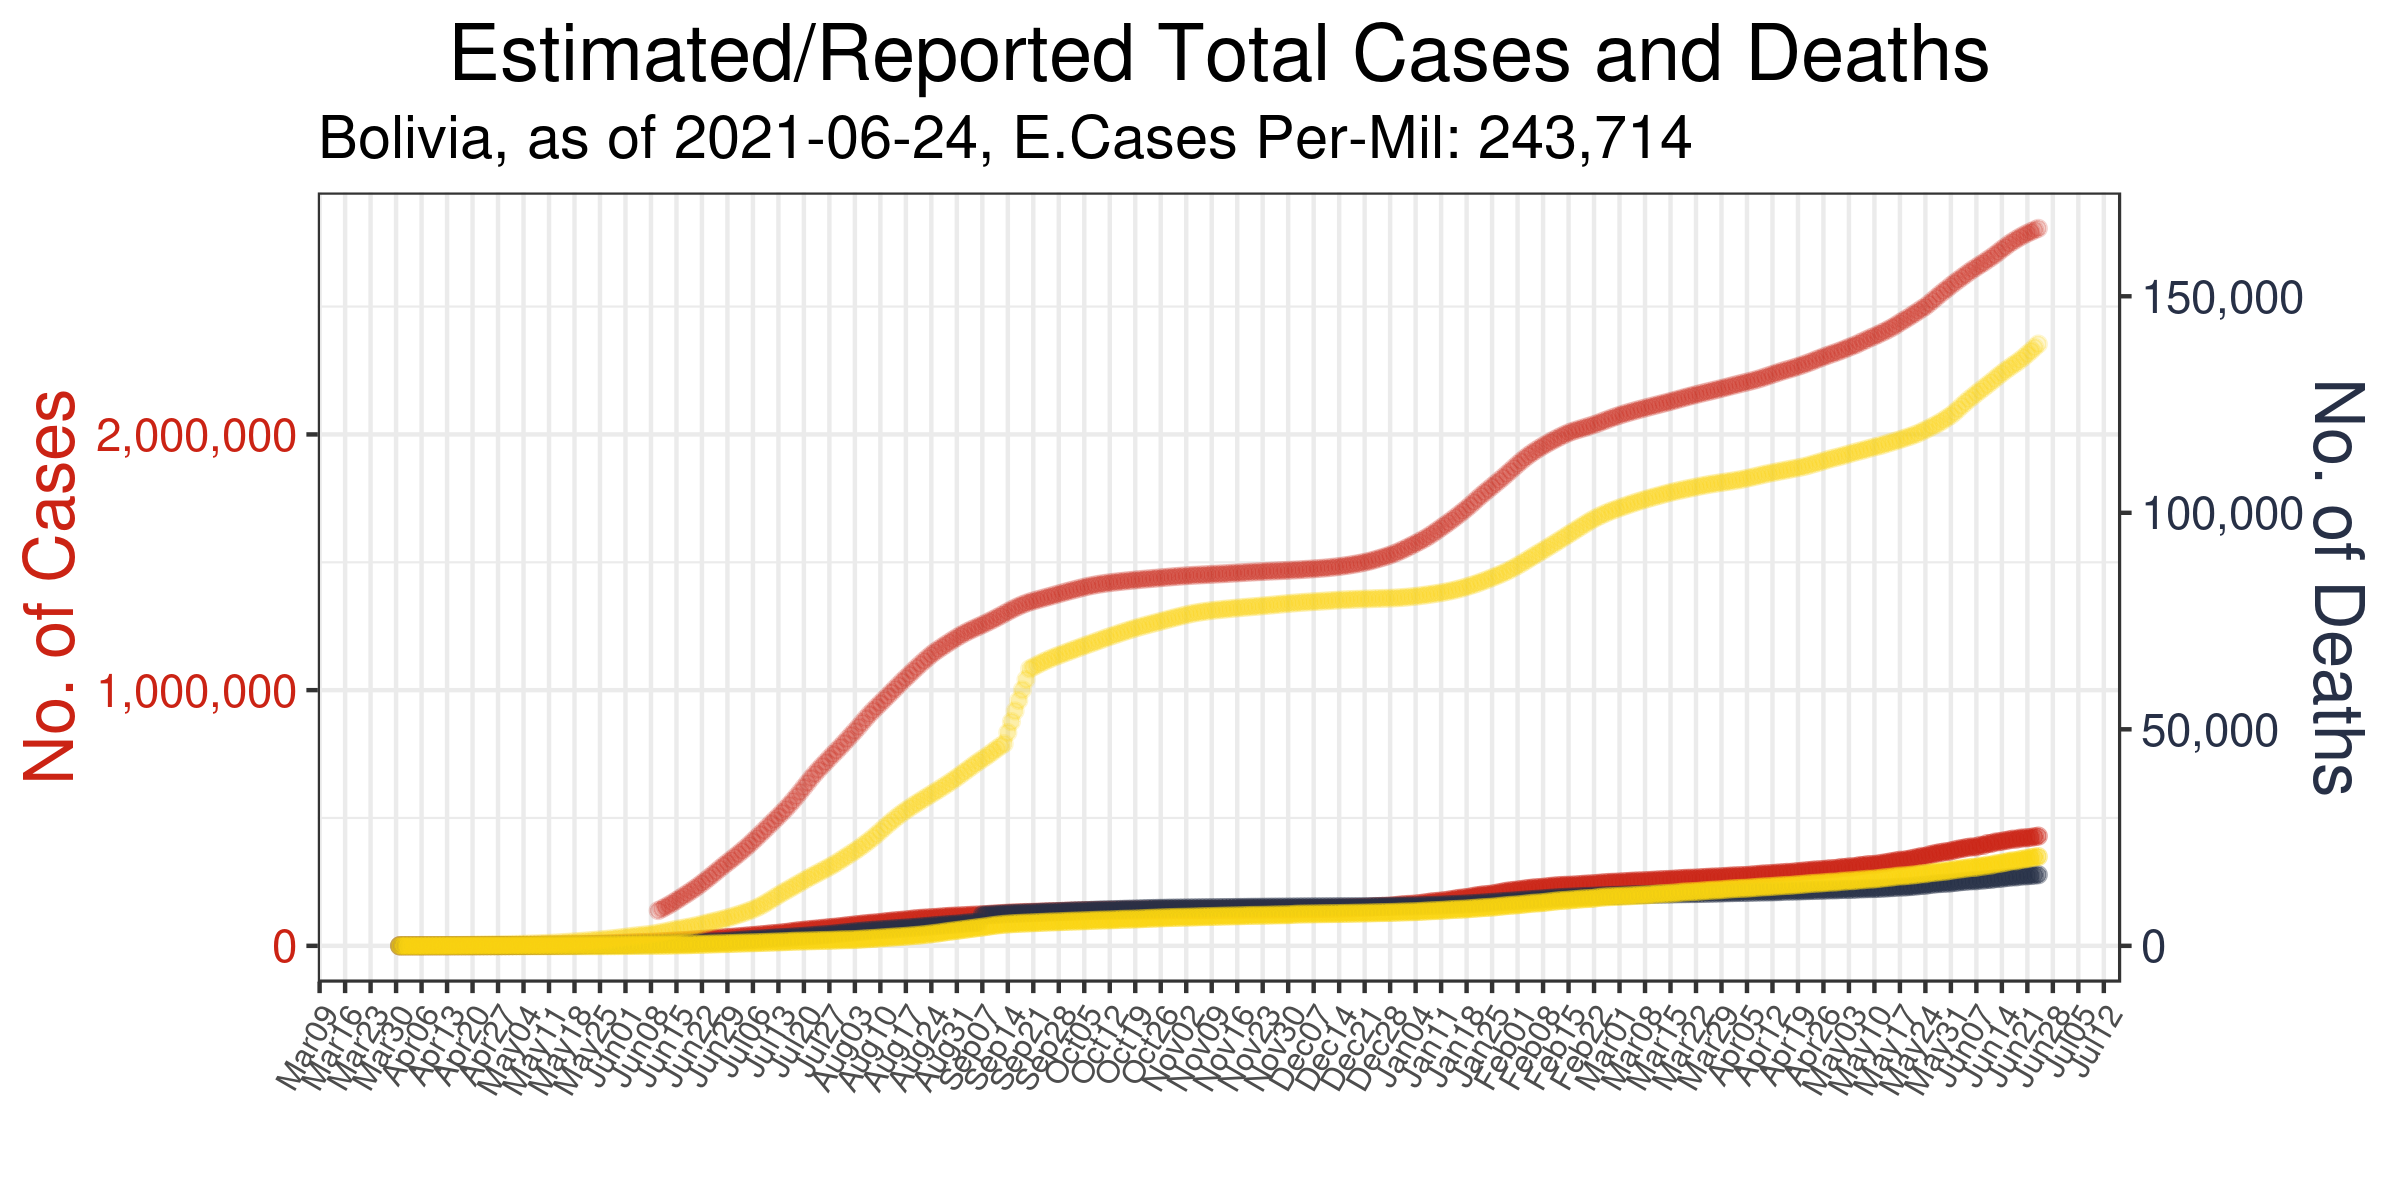 Estimated/Reported Total Cases and Deaths
Bolivia, as of 2021-06-24, E.Cases Per-Mil: 243,714
No. of Cases
2,000,000
1,000,000
0
150,000
100,000
50,000
0
No. of Deaths
Mar09
Mar16
Mar23
Mar30
Apr06
Apr13
Apr20
Apr27
May04
May11
May18
May25
Jun01
Jun08
Jun15
Jun22
Jun29
Jul06
Jul13
Jul20
Jul27
Aug03
Aug10
Aug17
Aug24
Aug31
Sep07
Sep14
Sep21
Sep28
Oct05
Oct12
Oct19
Oct26
Nov02
Nov09
Nov16
Nov23
Nov30
Dec07
Dec14
Dec21
Dec28
Jan04
Jan11
Jan18
Jan25
Feb01
Feb08
Feb15
Feb22
Mar01
Mar08
Mar15
Mar22
Mar29
Apr05
Apr12
Apr19
Apr26
May03
May10
May17
May24
May31
Jun07
Jun14
Jun21
Jun28
Jul05
Jul12